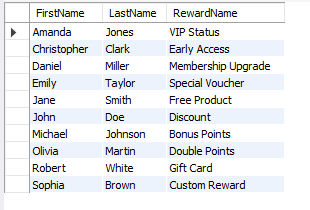 FirstName LastName RewardName
Amanda Jones VIP Status
Christopher Clark Early Access
Daniel Miller Membership Upgrade
Emily Taylor Special Voucher
Jane Smith Free Product
John Doe Discount
Michael Johnson Bonus Points
Olivia Martin Double Points
Robert White Gift Card
Sophia Brown Custom Reward